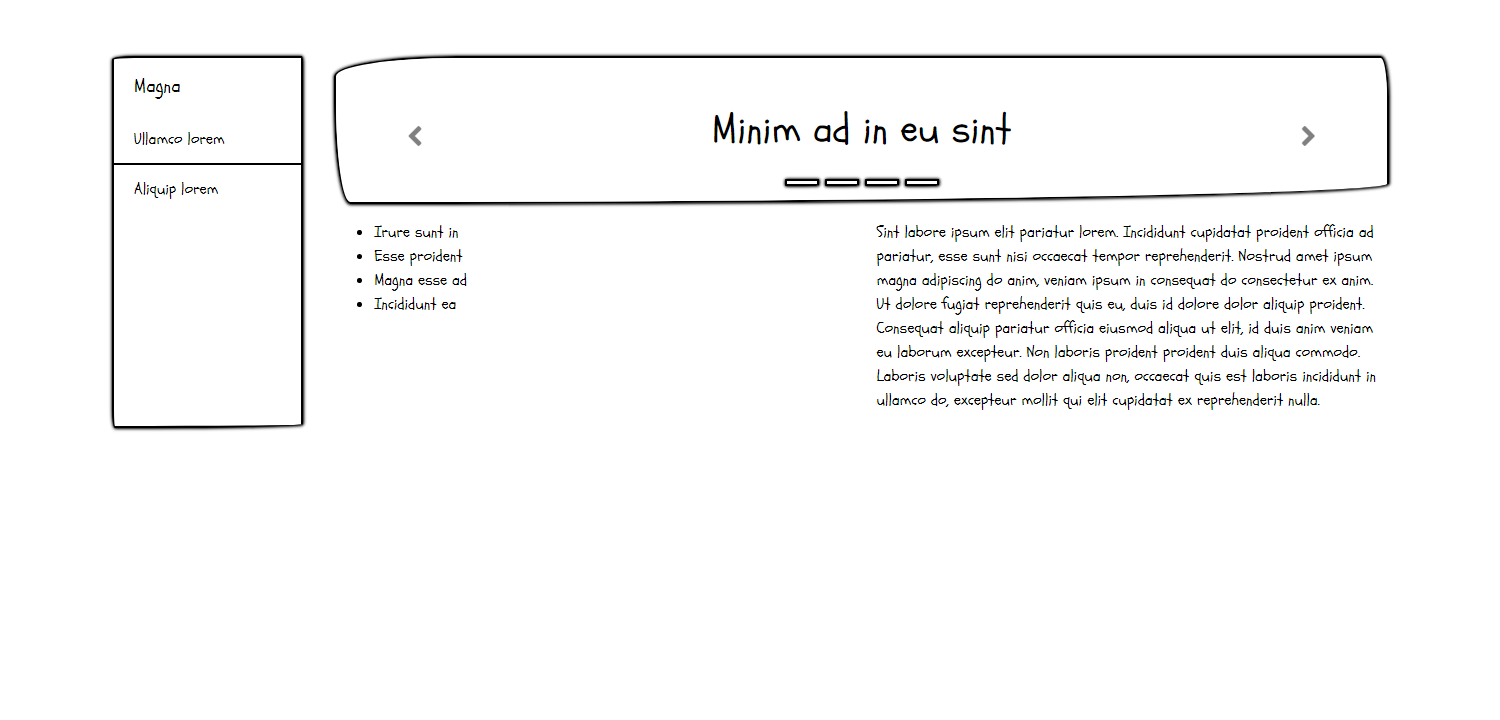 Magna
Ullamco lorem
Aliquip lorem
Minim ad in eu sint
Irure sunt in
Esse proident
Magna esse ad
Incididunt ea
Sint labore ipsum elit pariatur lorem. Incididunt cupidatat proident officia ad
pariatur, esse sunt nisi occaecat tempor reprehenderit. Nostrud amet ipsum
magna adipiscing do anim, veniam ipsum in consequat do consectetur ex anim.
Ut dolore fugiat reprehenderit quis eu, duis id dolore dolor aliquip proident.
Consequat aliquip pariatur officia eiusmod aliqua ut elit, id duis anim veniam
eu laborum excepteur. Non laboris proident proident duis aliqua commodo.
Laboris voluptate sed dolor aliqua non, occaecat quis est laboris incididunt in
ullamco do, excepteur mollit qui elit cupidatat ex reprehenderit nulla.